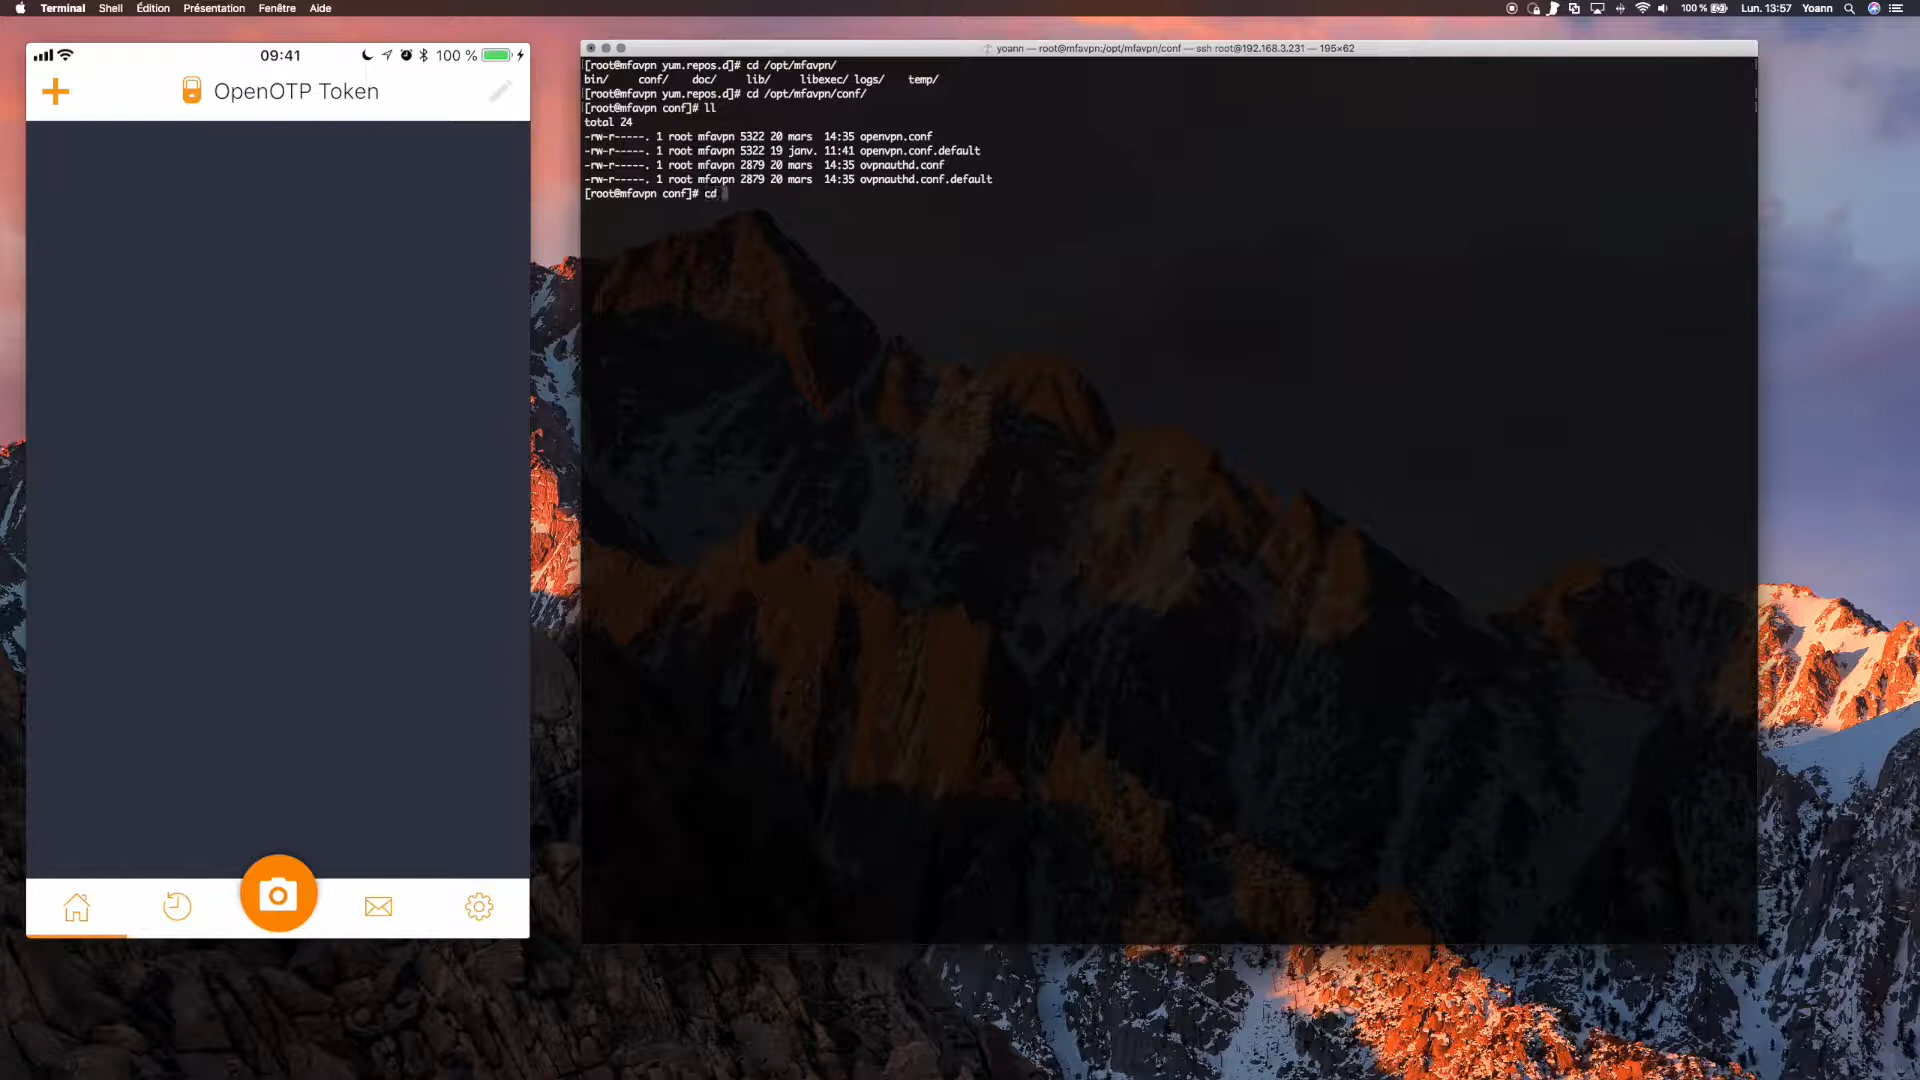 Terminal Shell Édition Présentation Fenêtre Aide
100 % Lun. 13:57 Yoann
09:41 100 %
OpenOTP Token
yoann — root@mfavpn:/opt/mfavpn/conf — ssh root@192.168.3.231 — 195×62
[root@mfavpn yum.repos.d]# cd /opt/mfavpn/
bin/ conf/ doc/ lib/ libexec/ logs/ temp/
[root@mfavpn yum.repos.d]# cd /opt/mfavpn/conf/
[root@mfavpn conf]# ll
total 24
-rw-r-----. 1 root mfavpn 5322 20 mars 14:35 openvpn.conf
-rw-r-----. 1 root mfavpn 5322 19 janv. 11:41 openvpn.conf.default
-rw-r-----. 1 root mfavpn 2879 20 mars 14:35 ovpnauthd.conf
-rw-r-----. 1 root mfavpn 2879 20 mars 14:35 ovpnauthd.conf.default
[root@mfavpn conf]# cd